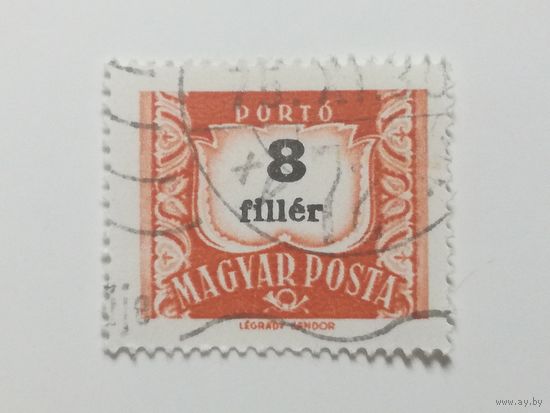 PORTÓ
8
fillér
MAGYAR POSTA
LÉGRÁDY SÁNDOR
www.ay.by